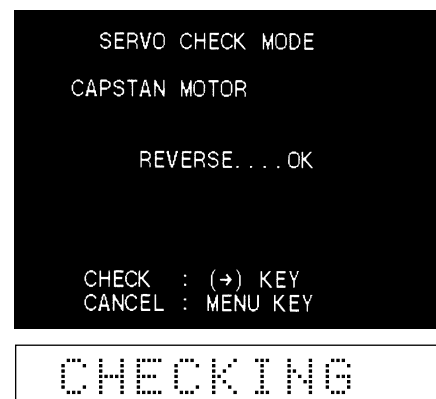 SERVO CHECK MODE
CAPSTAN MOTOR
REVERSE....OK
CHECK : (→) KEY
CANCEL : MENU KEY
CHECKING